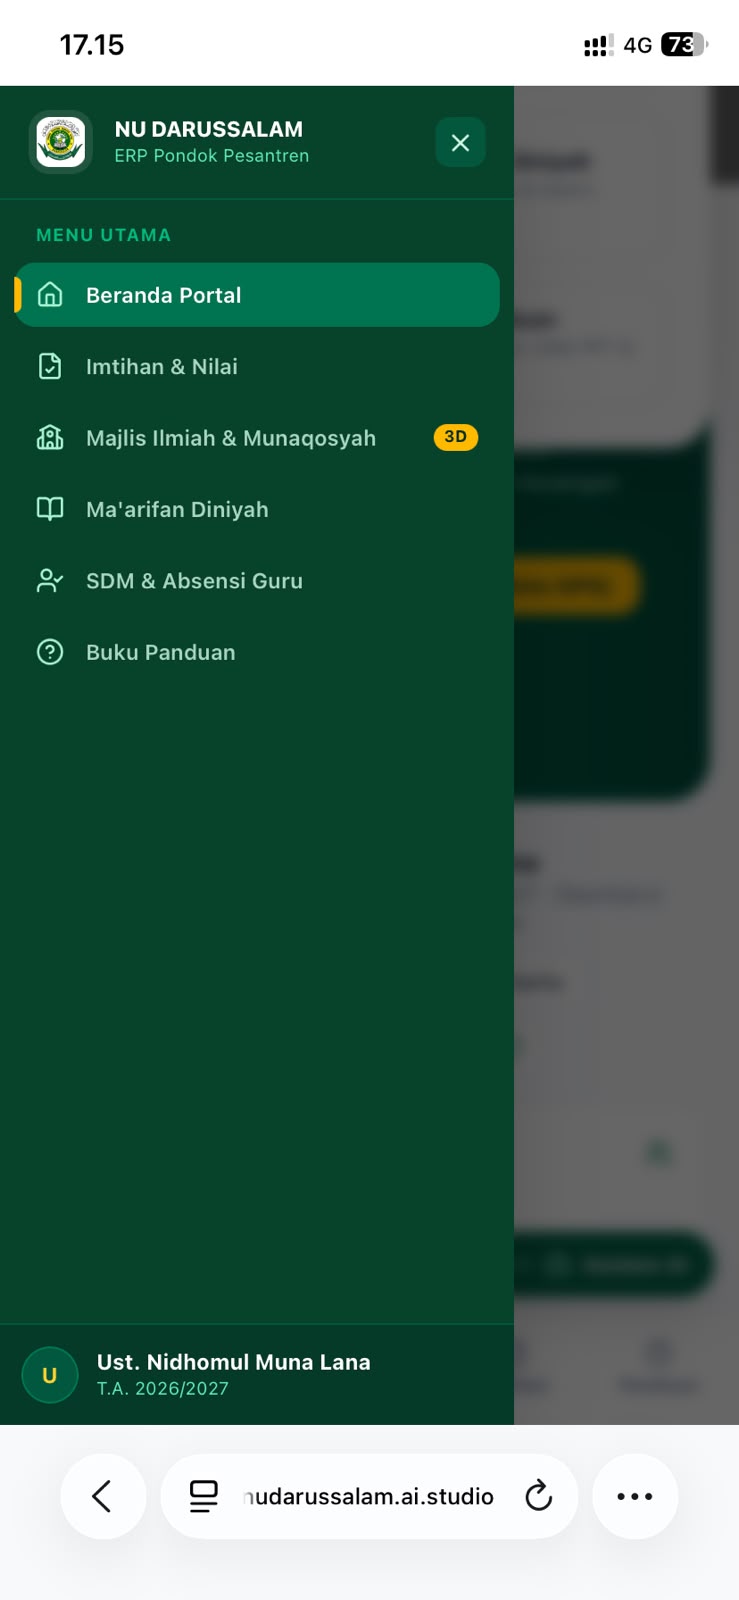 17.15
4G
73
NU DARUSSALAM
ERP Pondok Pesantren
MENU UTAMA
Beranda Portal
Imtihan & Nilai
Majlis Ilmiah & Munaqosyah
3D
Ma'arifan Diniyah
SDM & Absensi Guru
Buku Panduan
U
Ust. Nidhomul Muna Lana
T.A. 2026/2027
nudarussalam.ai.studio